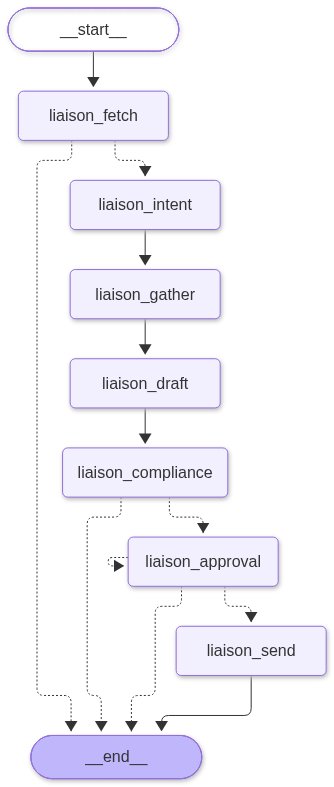 __start__
liaison_fetch
liaison_intent
liaison_gather
liaison_draft
liaison_compliance
liaison_approval
liaison_send
__end__